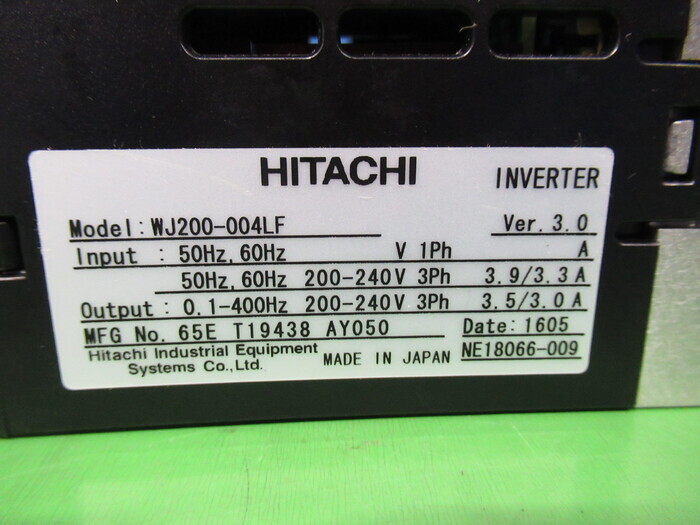 HITACHI INVERTER
Model: WJ200-004LF Ver. 3.0
Input : 50Hz, 60Hz V 1Ph A
50Hz, 60Hz 200-240V 3Ph 3.9/3.3 A
Output : 0.1-400Hz 200-240V 3Ph 3.5/3.0 A
MFG No. 65E T19438 AY050 Date: 1605
Hitachi Industrial Equipment
Systems Co., Ltd. MADE IN JAPAN NE18066-009